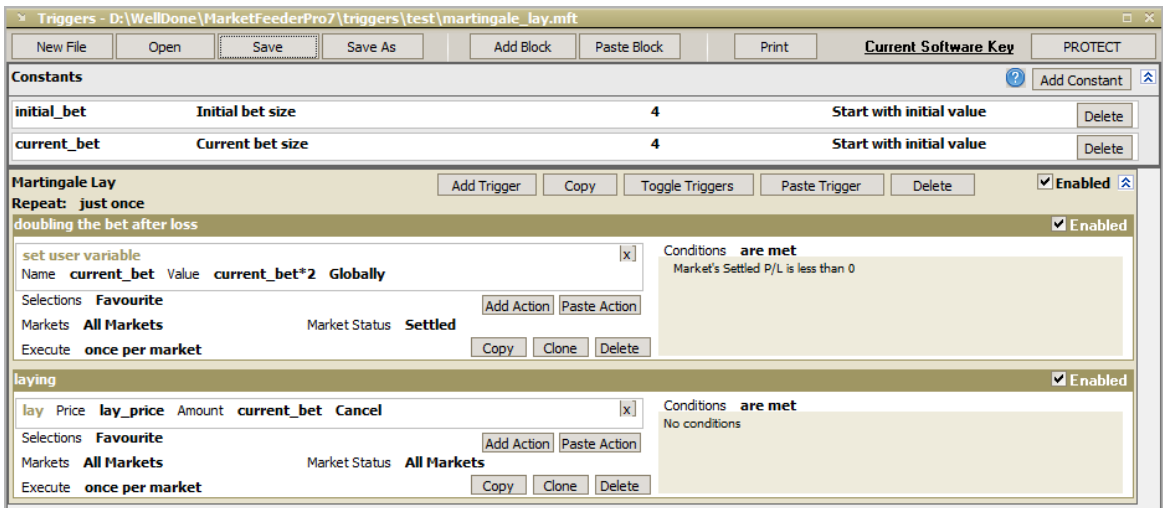 Triggers - D:\WellDone\MarketFeederPro7\triggers\test\martingale_lay.mft
New File Open Save Save As Add Block Paste Block Print Current Software Key PROTECT
Constants ? Add Constant
initial_bet Initial bet size 4 Start with initial value Delete
current_bet Current bet size 4 Start with initial value Delete
Martingale Lay Add Trigger Copy Toggle Triggers Paste Trigger Delete Enabled
Repeat: just once
doubling the bet after loss Enabled
set user variable x Conditions are met
Name current_bet Value current_bet*2 Globally Market's Settled P/L is less than 0
Selections Favourite Add Action Paste Action
Markets All Markets Market Status Settled
Execute once per market Copy Clone Delete
laying Enabled
lay Price lay_price Amount current_bet Cancel x Conditions are met
No conditions
Selections Favourite Add Action Paste Action
Markets All Markets Market Status All Markets
Execute once per market Copy Clone Delete